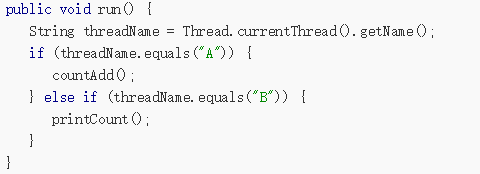 public void run() {
   String threadName = Thread.currentThread().getName();
   if (threadName.equals("A")) {
      countAdd();
   } else if (threadName.equals("B")) {
      printCount();
   }
}